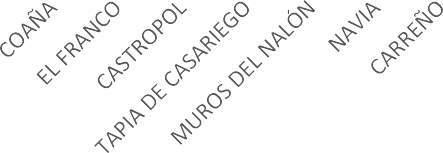 COAÑA
EL FRANCO
CASTROPOL
TAPIA DE CASARIEGO
MUROS DEL NALÓN
NAVIA
CARREÑO